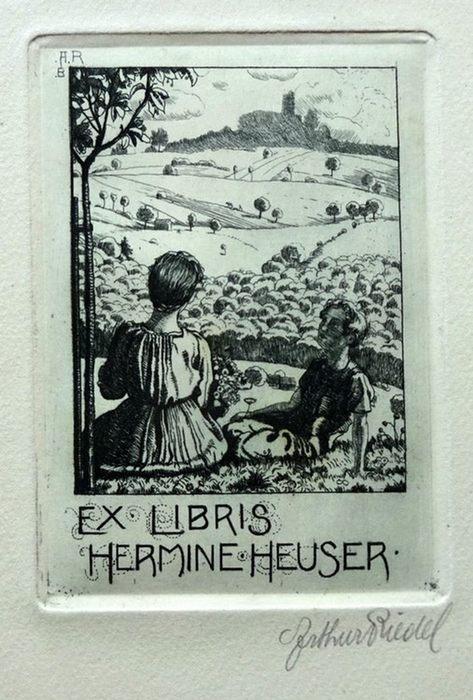 A.R
B
EX LIBRIS
HERMINE HEUSER.
Arthur Riedel